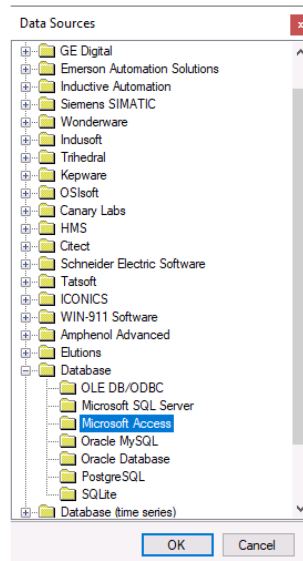 Data Sources
x
GE Digital
Emerson Automation Solutions
Inductive Automation
Siemens SIMATIC
Wonderware
Indusoft
Trihedral
Kepware
OSIsoft
Canary Labs
HMS
Citect
Schneider Electric Software
Tatsoft
ICONICS
WIN-911 Software
Amphenol Advanced
Elutions
Database
OLE DB/ODBC
Microsoft SQL Server
Microsoft Access
Oracle MySQL
Oracle Database
PostgreSQL
SQLite
Database (time series)
OK Cancel